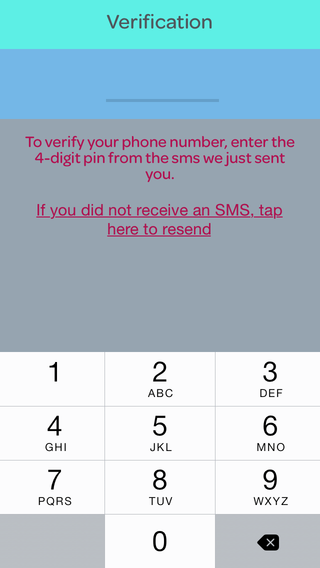 Verification
To verify your phone number, enter the
4-digit pin from the sms we just sent
you.
If you did not receive an SMS, tap
here to resend
1 2 3
ABC DEF
4 5 6
GHI JKL MNO
7 8 9
PQRS TUV WXYZ
0